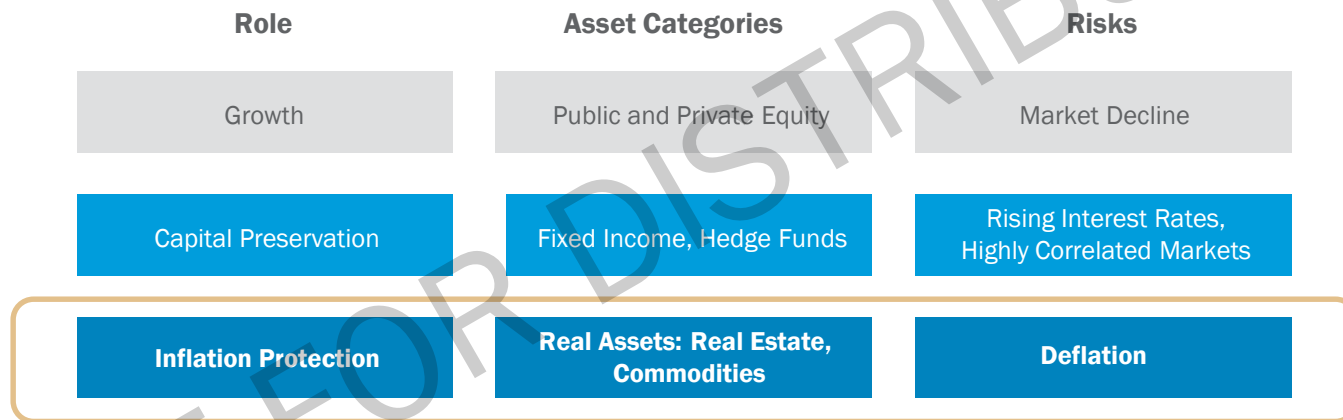 Role Asset Categories Risks
Growth Public and Private Equity Market Decline
Capital Preservation Fixed Income, Hedge Funds Rising Interest Rates,
Highly Correlated Markets
Inflation Protection Real Assets: Real Estate,
Commodities Deflation
FOR DISTRIB